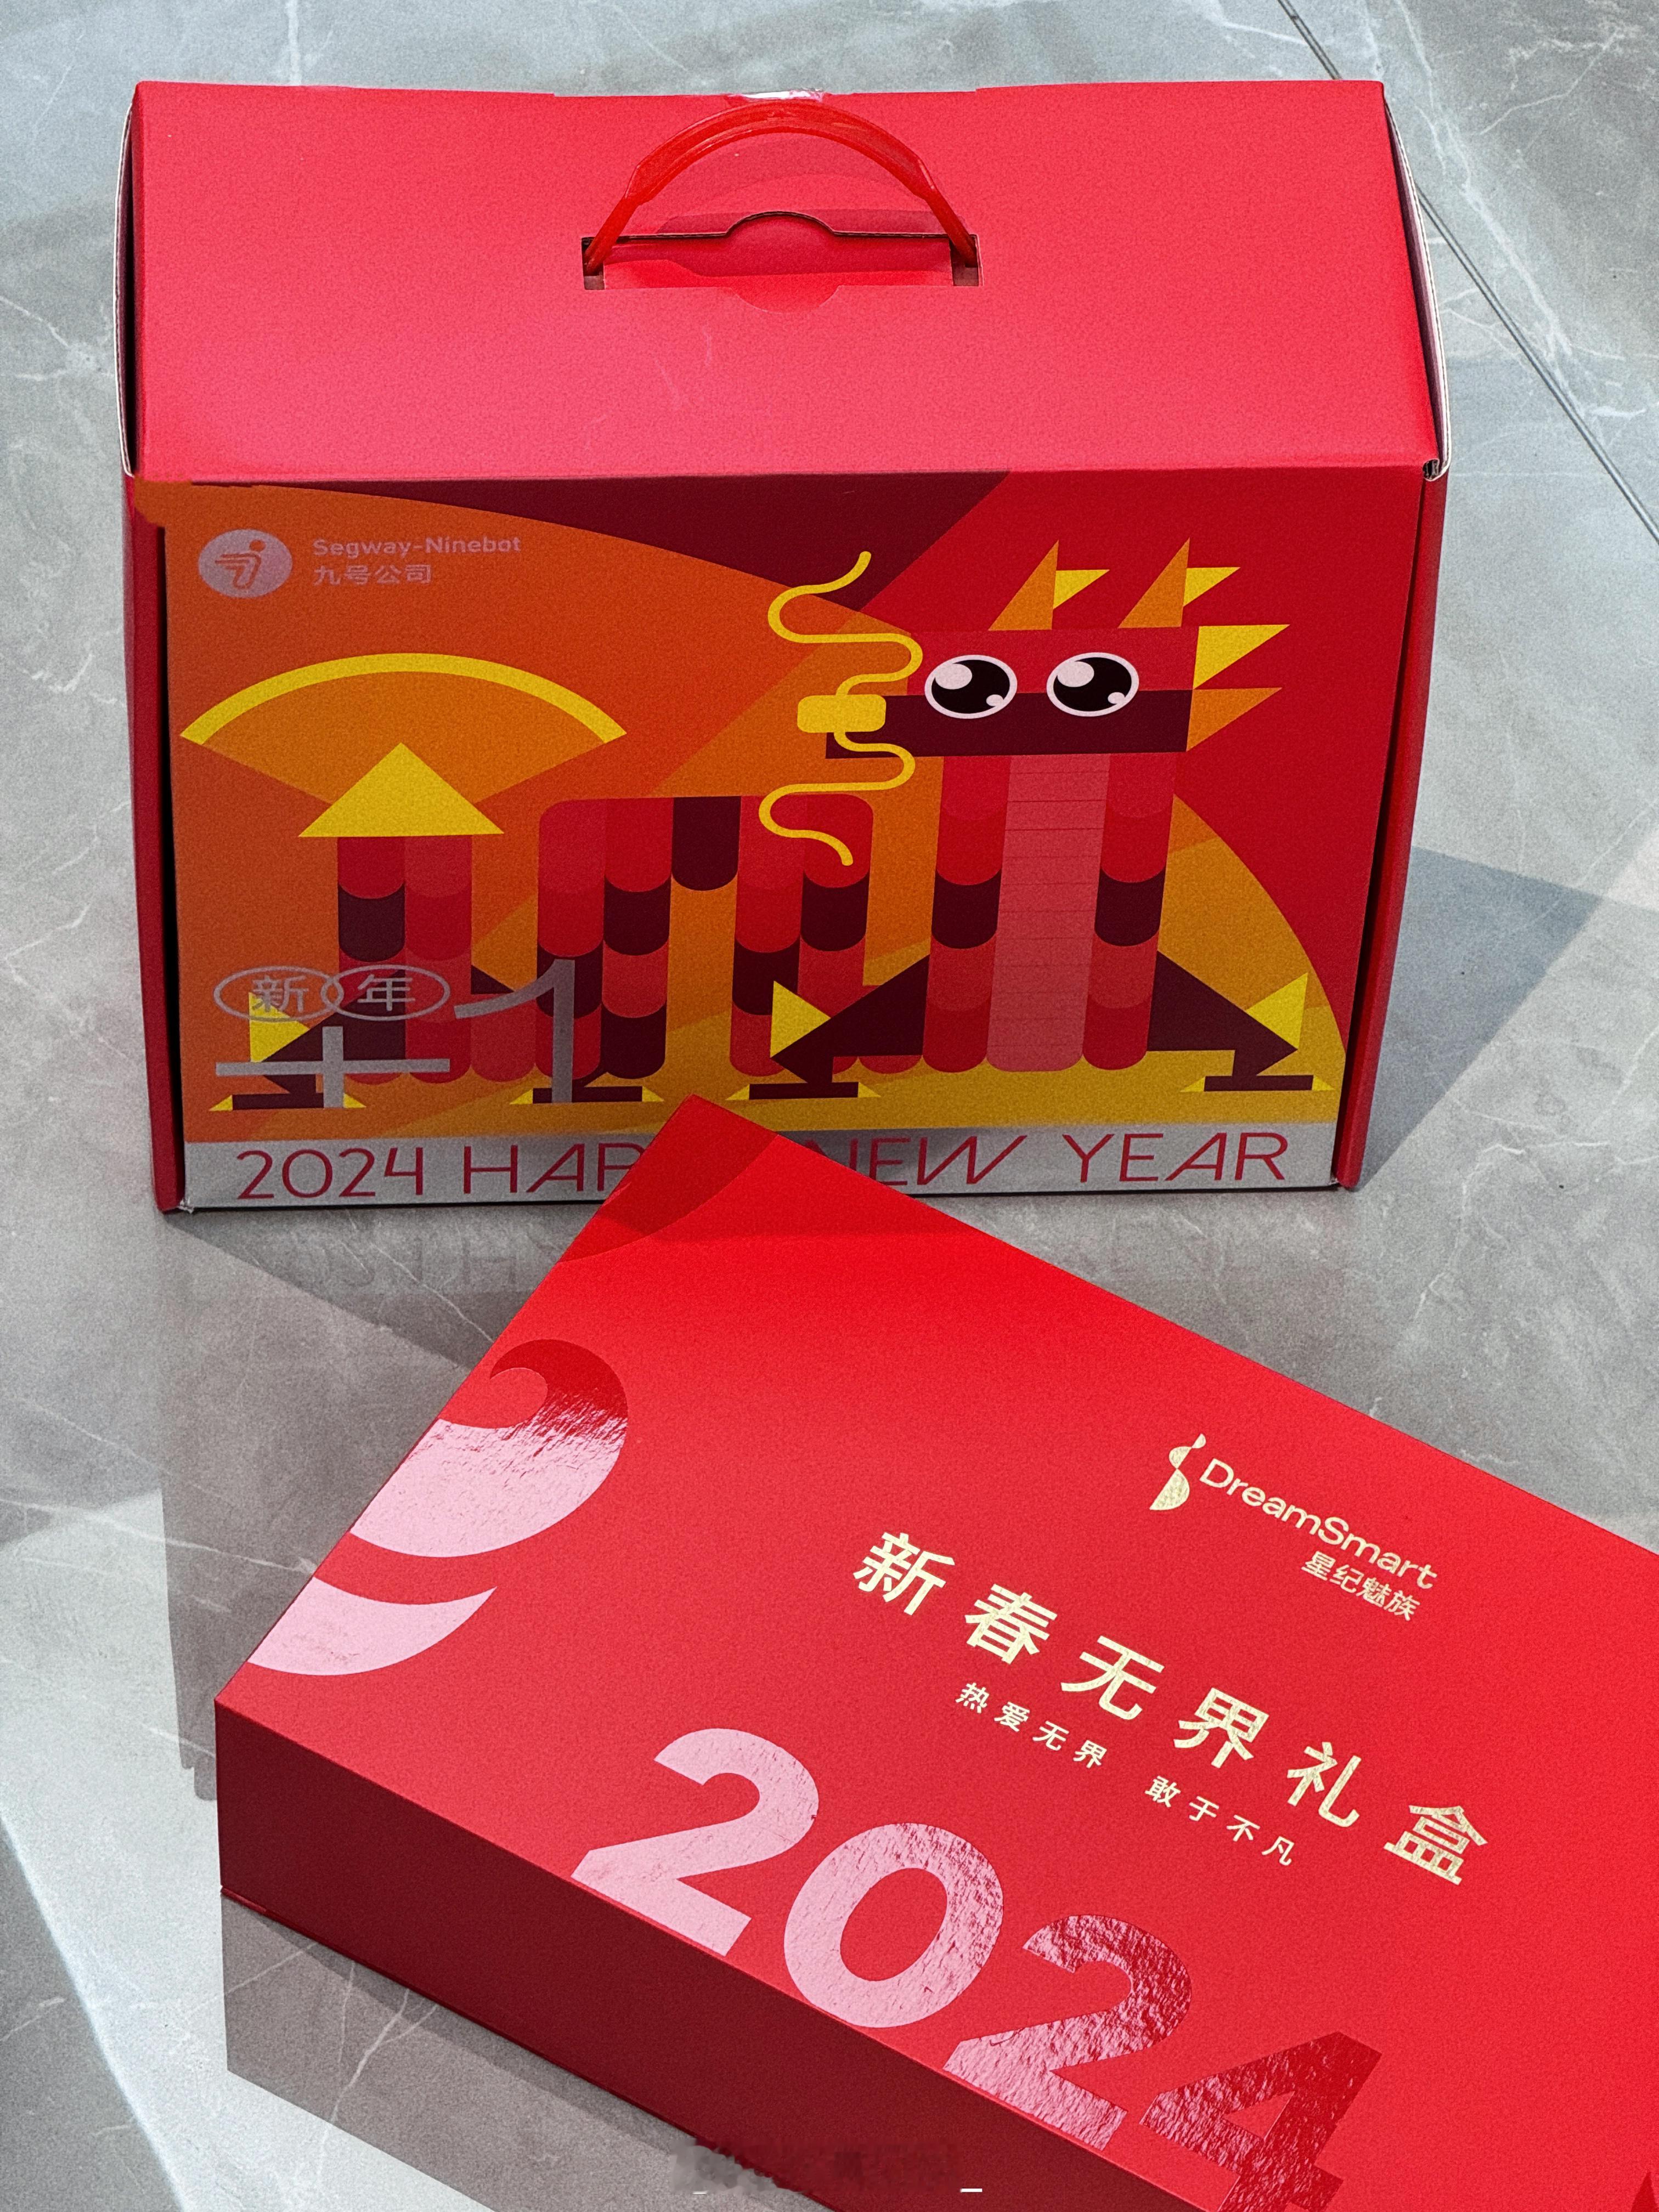 Segway-Ninebot
九号公司
新年
+1
2024 HAP NEW YEAR
DreamSmart
星纪魅族
新春无界礼盒
热爱无界 敢于不凡
2024